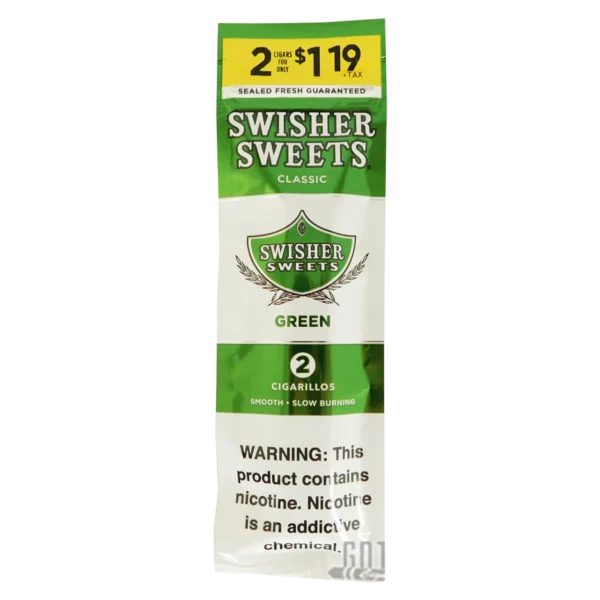 2 CIGARS FOR ONLY $1.19 + TAX
SEALED FRESH GUARANTEED
SWISHER
SWEETS®
CLASSIC
SWISHER
SWEETS
GREEN
2
CIGARILLOS
SMOOTH • SLOW BURNING
WARNING: This
product contains
nicotine. Nicotine
is an addictive
chemical.